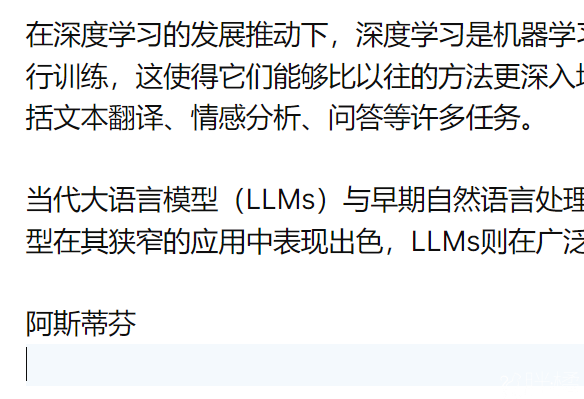 在深度学习的发展推动下，深度学习是机器学习
行训练，这使得它们能够比以往的方法更深入地
括文本翻译、情感分析、问答等许多任务。
当代大语言模型（LLMs）与早期自然语言处理
型在其狭窄的应用中表现出色，LLMs则在广泛
阿斯蒂芬